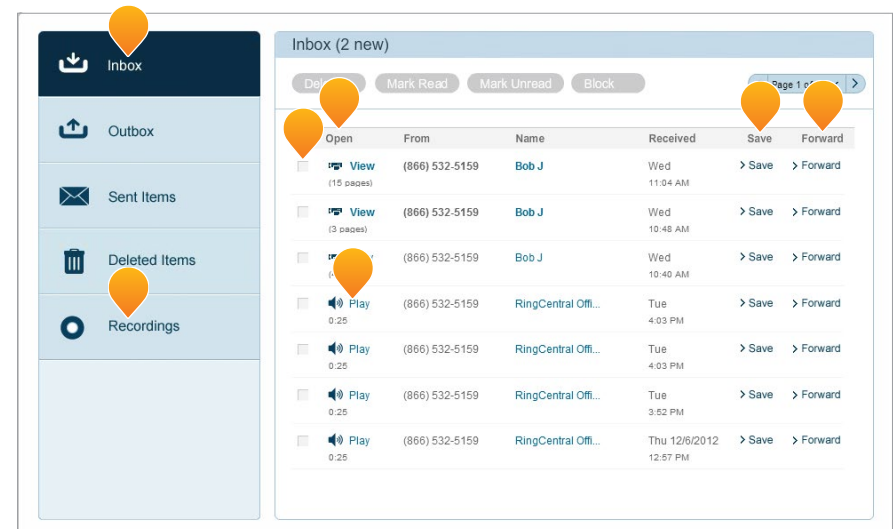 Inbox
Outbox
Sent Items
Deleted Items
Recordings
Inbox (2 new)
Mark Read Mark Unread Block
Page 1
Open From Name Received Save Forward
View (866) 532-5159 Bob J Wed > Save > Forward
(15 pages) 11:04 AM
View (866) 532-5159 Bob J Wed > Save > Forward
(3 pages) 10:48 AM
(866) 532-5159 Bob J Wed > Save > Forward
10:40 AM
Play (866) 532-5159 RingCentral Offi... Tue > Save > Forward
0:25 4:03 PM
Play (866) 532-5159 RingCentral Offi... Tue > Save > Forward
0:25 4:03 PM
Play (866) 532-5159 RingCentral Offi... Tue > Save > Forward
0:25 3:52 PM
Play (866) 532-5159 RingCentral Offi... Thu 12/6/2012 > Save > Forward
0:25 12:57 PM